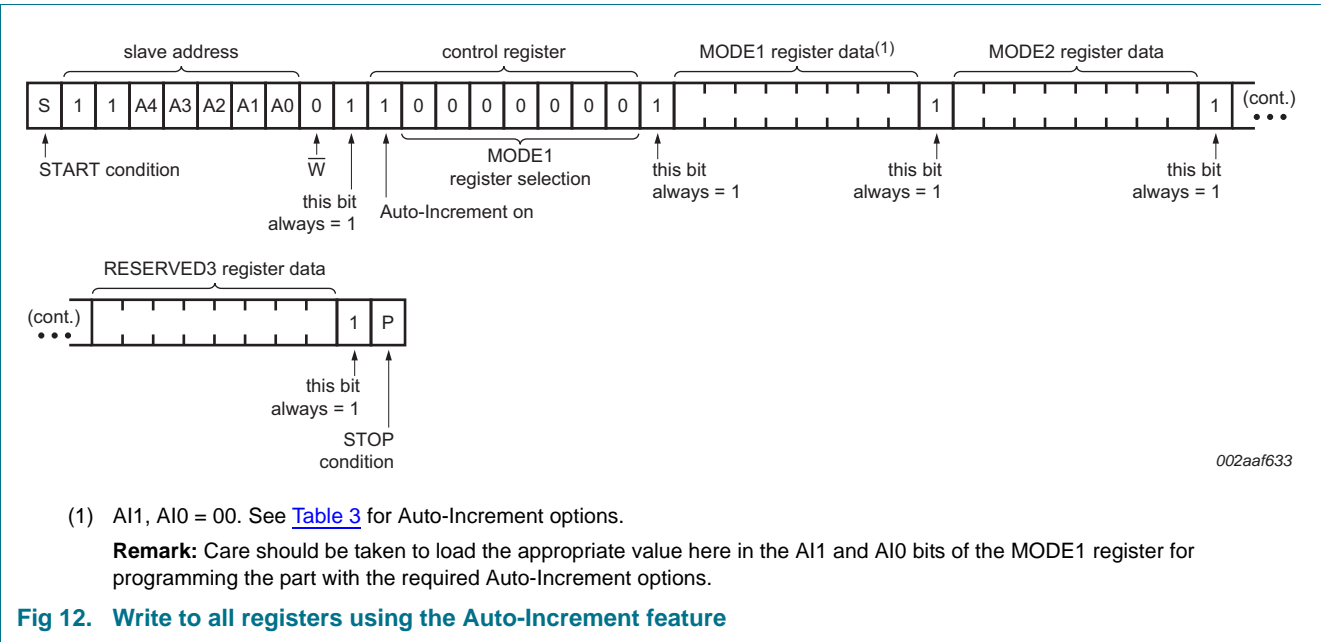 slave address control register MODE1 register data(1) MODE2 register data
S 1 1 A4 A3 A2 A1 A0 0 1 1 0 0 0 0 0 0 0 1 1 1 (cont.)
START condition W MODE1 register selection this bit always = 1 this bit always = 1 this bit always = 1
this bit always = 1 Auto-Increment on
RESERVED3 register data
(cont.) 1 P
this bit
always = 1
STOP
condition
002aaf633
(1) AI1, AI0 = 00. See Table 3 for Auto-Increment options.
Remark: Care should be taken to load the appropriate value here in the AI1 and AI0 bits of the MODE1 register for
programming the part with the required Auto-Increment options.
Fig 12. Write to all registers using the Auto-Increment feature